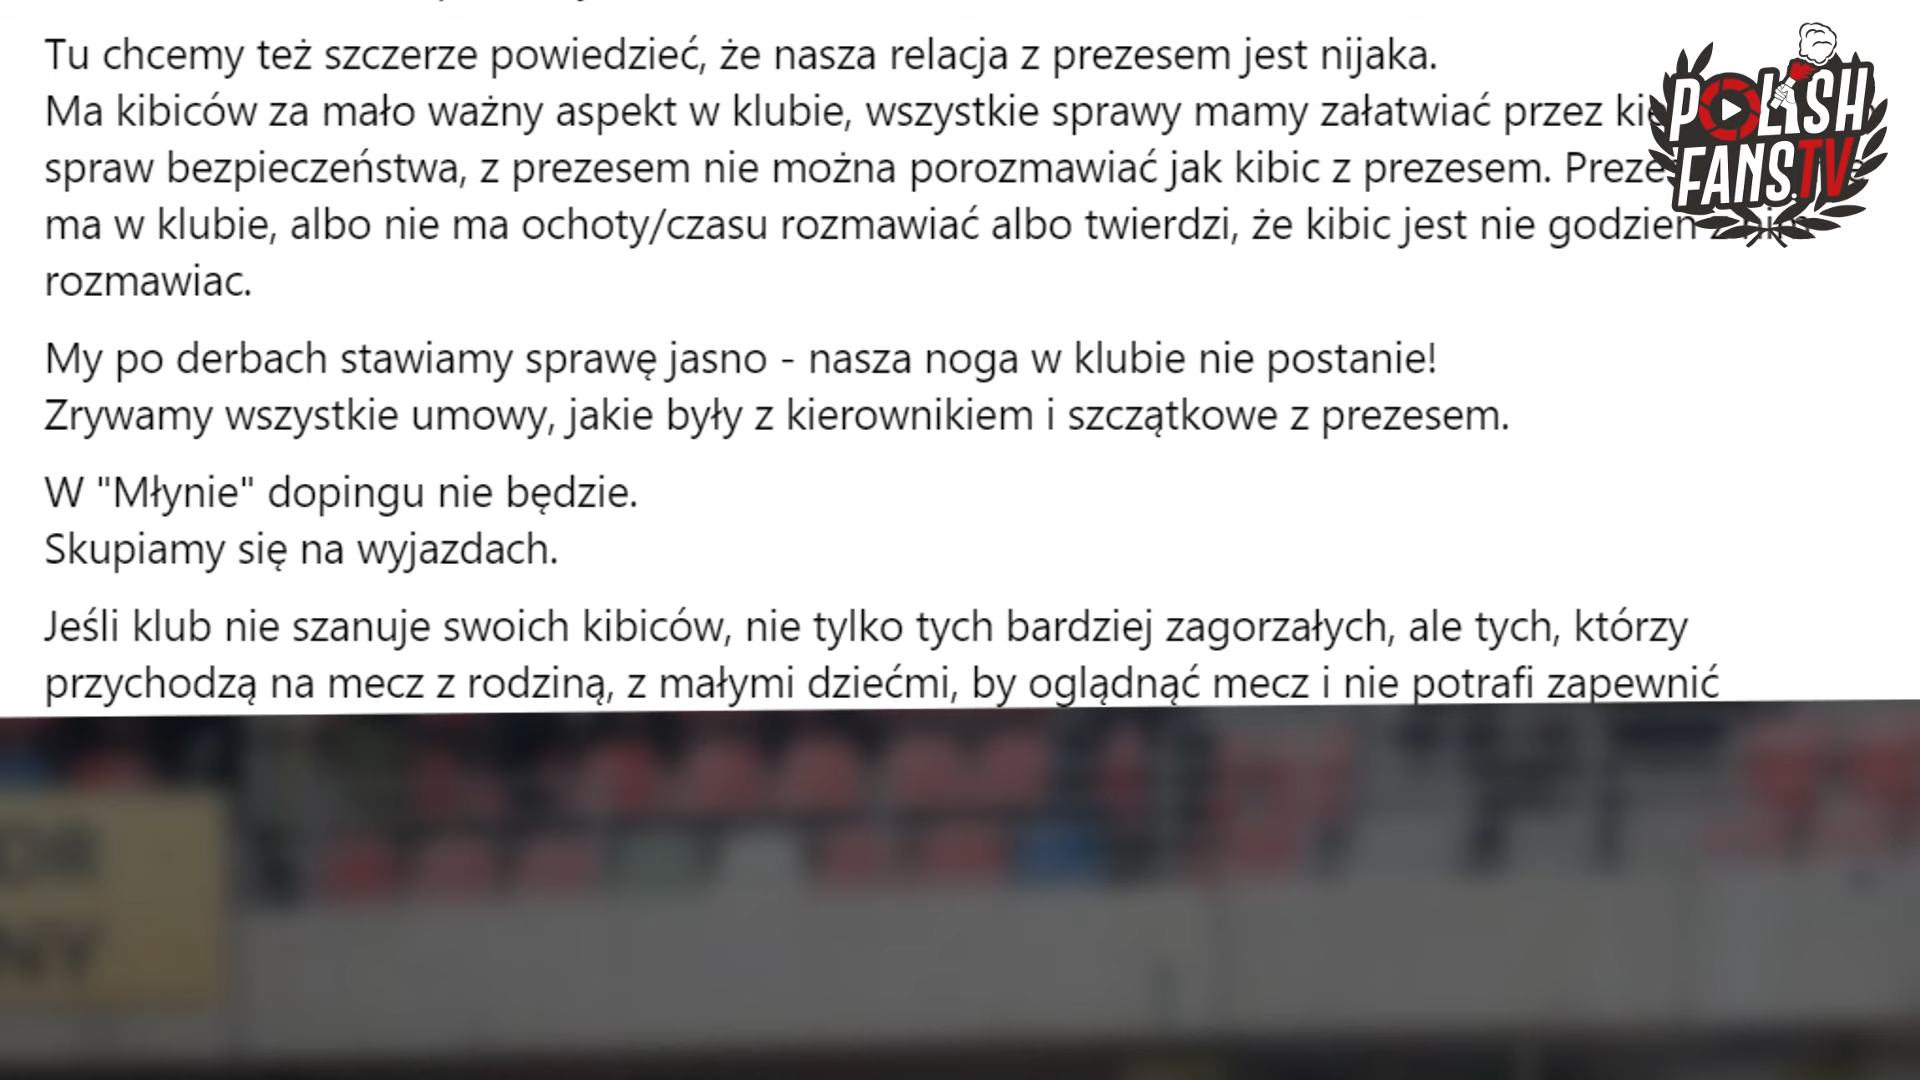 Tu chcemy też szczerze powiedzieć, że nasza relacja z prezesem jest nijaka.
Ma kibiców za mało ważny aspekt w klubie, wszystkie sprawy mamy załatwiać przez
spraw bezpieczeństwa, z prezesem nie można porozmawiać jak kibic z prezesem.
ma w klubie, albo nie ma ochoty/czasu rozmawiać albo twierdzi, że kibic jest nie godzien
rozmawiac.
My po derbach stawiamy sprawę jasno - nasza noga w klubie nie postanie!
Zrywamy wszystkie umowy, jakie były z kierownikiem i szczątkowe z prezesem.
W "Młynie" dopingu nie będzie.
Skupiamy się na wyjazdach.
Jeśli klub nie szanuje swoich kibiców, nie tylko tych bardziej zagorzałych, ale tych, którzy
przychodzą na mecz z rodziną, z małymi dziećmi, by oglądnąć mecz i nie potrafi zapewnić
POLISH
FANS.TV